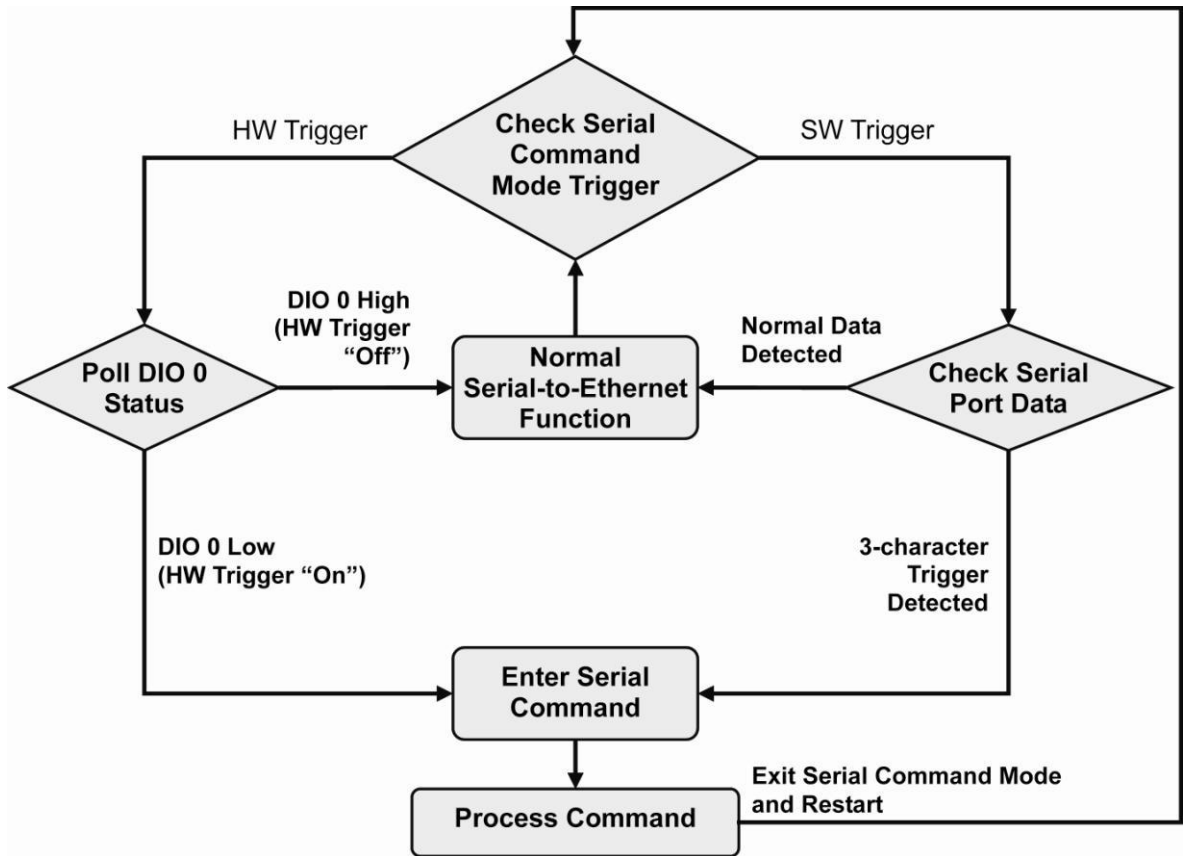 Check Serial
Command
Mode Trigger
HW Trigger
SW Trigger
DIO 0 High
(HW Trigger
“Off”)
Normal Data
Detected
Poll DIO 0
Status
Normal
Serial-to-Ethernet
Function
Check Serial
Port Data
DIO 0 Low
(HW Trigger “On”)
3-character
Trigger
Detected
Enter Serial
Command
Process Command
Exit Serial Command Mode
and Restart